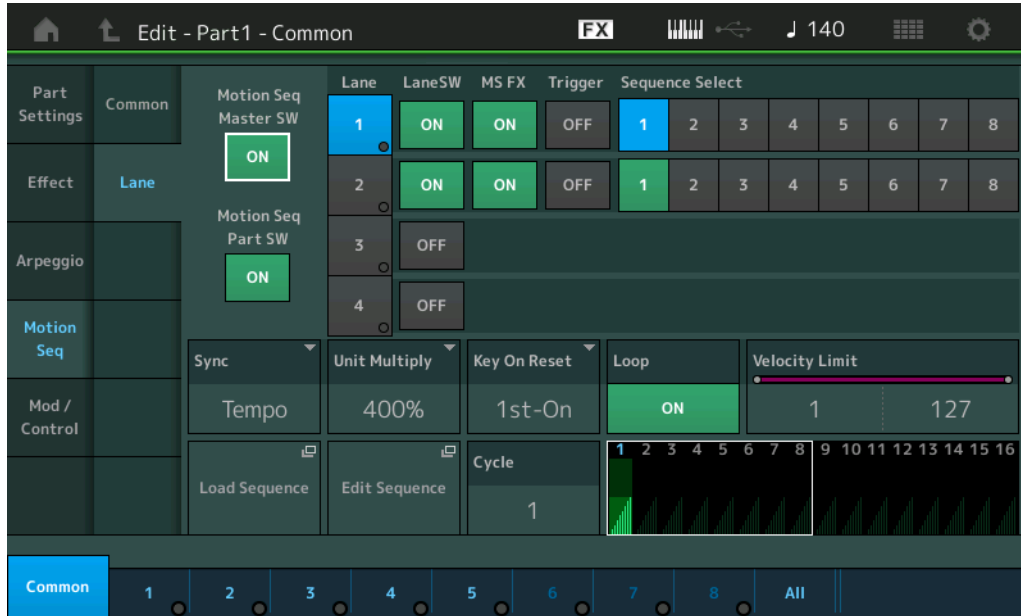 Edit - Part1 - Common
FX
140
Part Settings
Common
Effect
Lane
Arpeggio
Motion Seq
Mod / Control
Motion Seq Master SW
ON
Motion Seq Part SW
ON
Lane LaneSW MS FX Trigger Sequence Select
1 ON ON OFF 1 2 3 4 5 6 7 8
2 ON ON OFF 1 2 3 4 5 6 7 8
3 OFF
4 OFF
Sync Unit Multiply Key On Reset Loop Velocity Limit
Tempo 400% 1st-On ON 1 127
Load Sequence Edit Sequence Cycle
1
1 2 3 4 5 6 7 8 9 10 11 12 13 14 15 16
Common 1 2 3 4 5 6 7 8 All